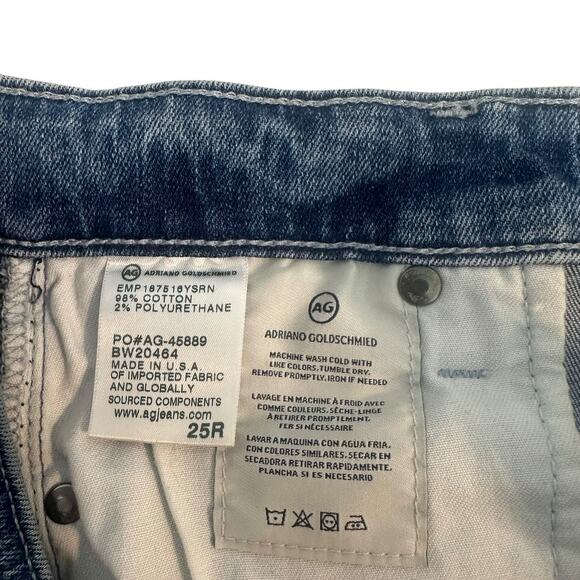 AG ADRIANO GOLDSCHMIED
EMP187516YSRN
98% COTTON
2% POLYURETHANE
PO#AG-45889
BW20464
MADE IN U.S.A.
OF IMPORTED FABRIC
AND GLOBALLY
SOURCED COMPONENTS
www.agjeans.com
25R
AG
ADRIANO GOLDSCHMIED
MACHINE WASH COLD WITH
LIKE COLORS. TUMBLE DRY.
REMOVE PROMPTLY. IRON IF NEEDED
LAVAGE EN MACHINE À FROID AVEC
COMME COULEURS. SÈCHE-LINGE
À RETIRER PROMPTEMENT.
FER SI NÉCESSAIRE
LAVAR A MAQUINA CON AGUA FRIA.
CON COLORES SIMILARES. SECAR EN
SECADORA RETIRAR RAPIDAMENTE.
PLANCHA SI ES NECESARIO